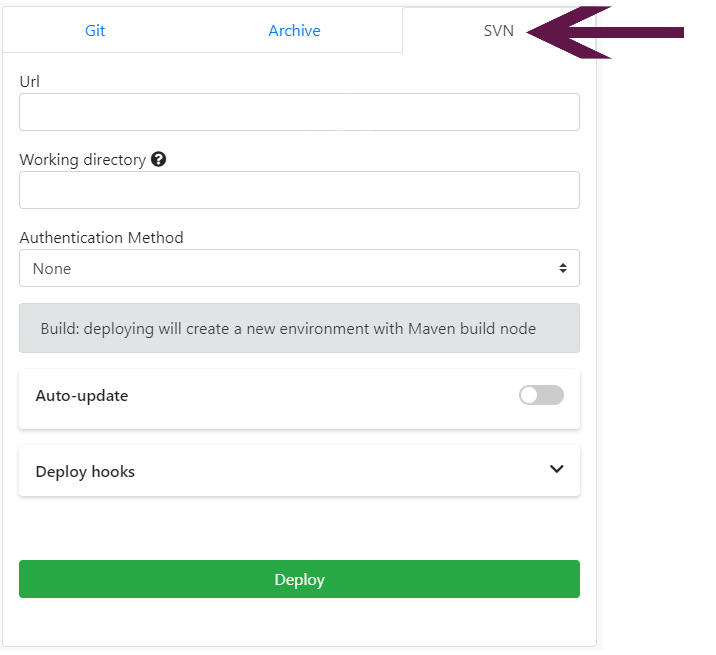 Git Archive SVN
Url
Working directory ?
Authentication Method
None
Build: deploying will create a new environment with Maven build node
Auto-update
Deploy hooks
Deploy